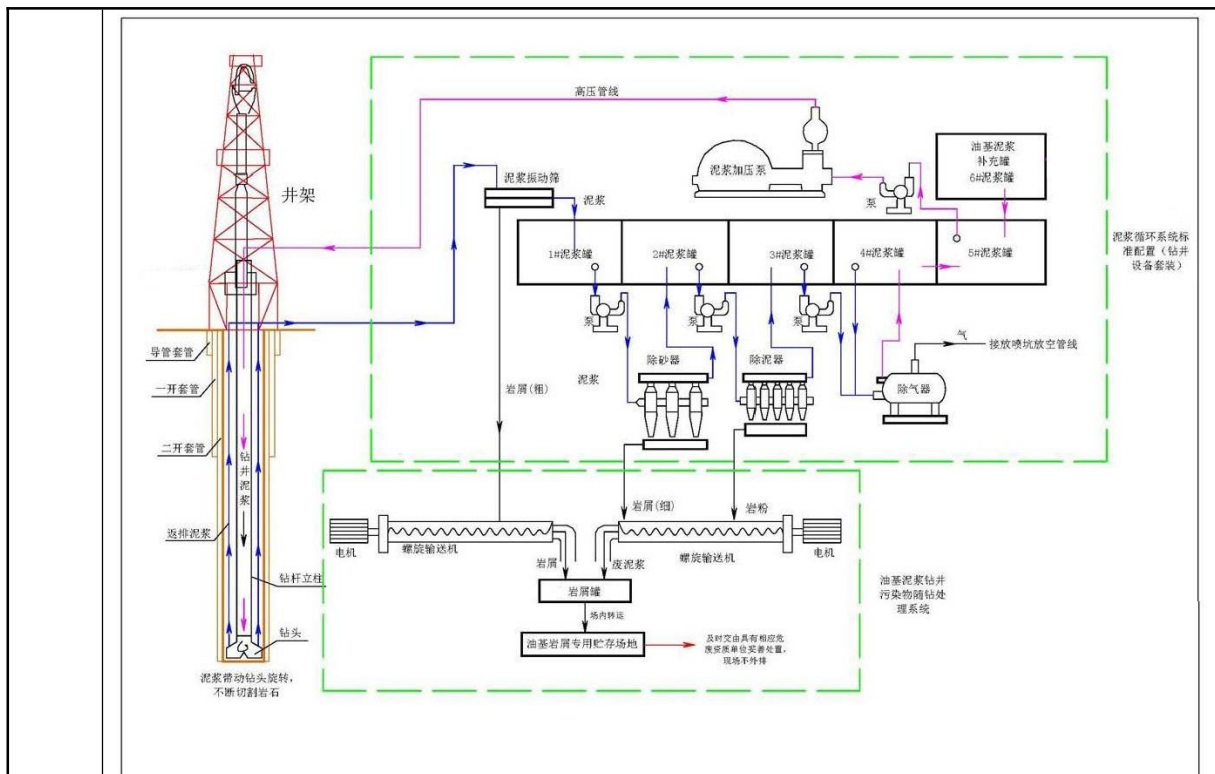 高压管线
油基泥浆
补充罐
6#泥浆罐
泥浆加压泵
泵
泥浆振动筛
泥浆
井架
1#泥浆罐
2#泥浆罐
3#泥浆罐
4#泥浆罐
5#泥浆罐
泥浆循环系统标
准配置（钻井
设备套装）
泵
泵
泵
气
接放喷坑放空管线
导管套管
一开套管
二开套管
岩屑(粗)
泥浆
除砂器
除泥器
除气器
钻井泥浆
返排泥浆
钻杆立柱
钻头
泥浆带动钻头旋转,
不断切割岩石
岩屑(细)
岩粉
电机
螺旋输送机
螺旋输送机
电机
岩屑
废泥浆
岩屑罐
场内转运
油基岩屑专用贮存场地
及时交由具有相应危
废资质单位妥善处置,
现场不外排
油基泥浆钻井
污染物随钻处
理系统